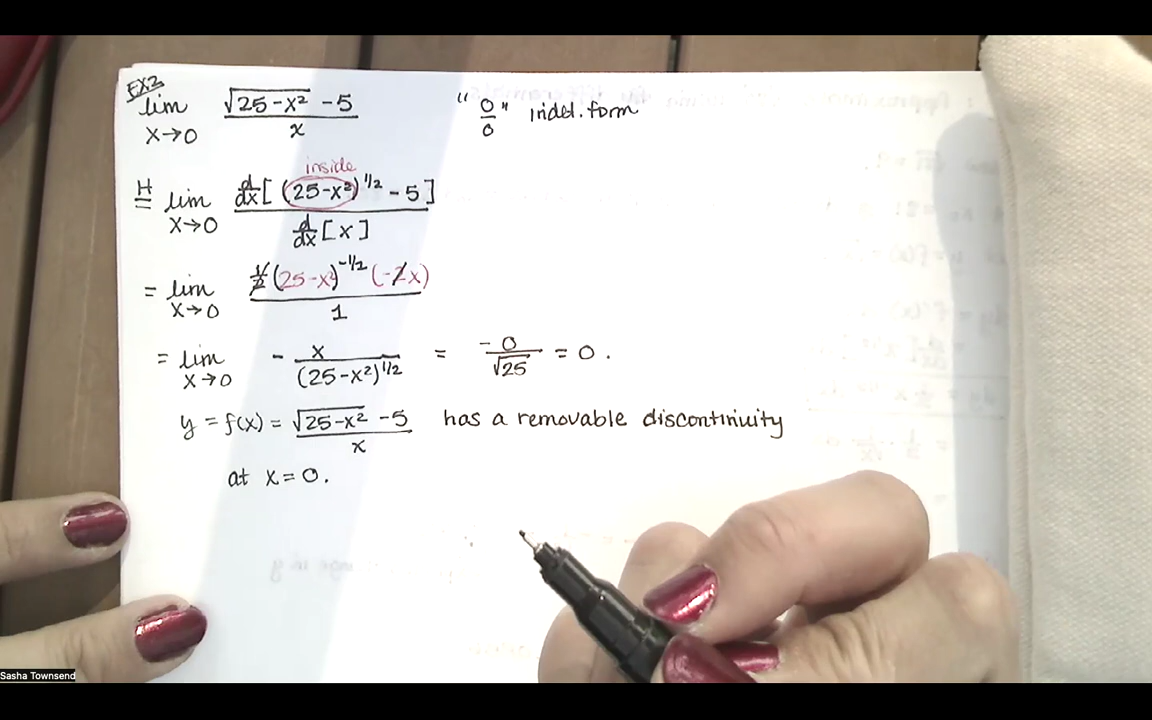 EX2
lim x→0 (√(25-x²) - 5)/x "0/0" indet. form
inside
H= lim x→0 d/dx[(25-x²)^1/2 - 5] / d/dx[x]
= lim x→0 1/2(25-x²)^-1/2 (-2x) / 1
= lim x→0 - x/(25-x²)^1/2 = -0/√25 = 0.
y = f(x) = (√(25-x²) - 5)/x has a removable discontinuity
at x = 0.
Sasha Townsend